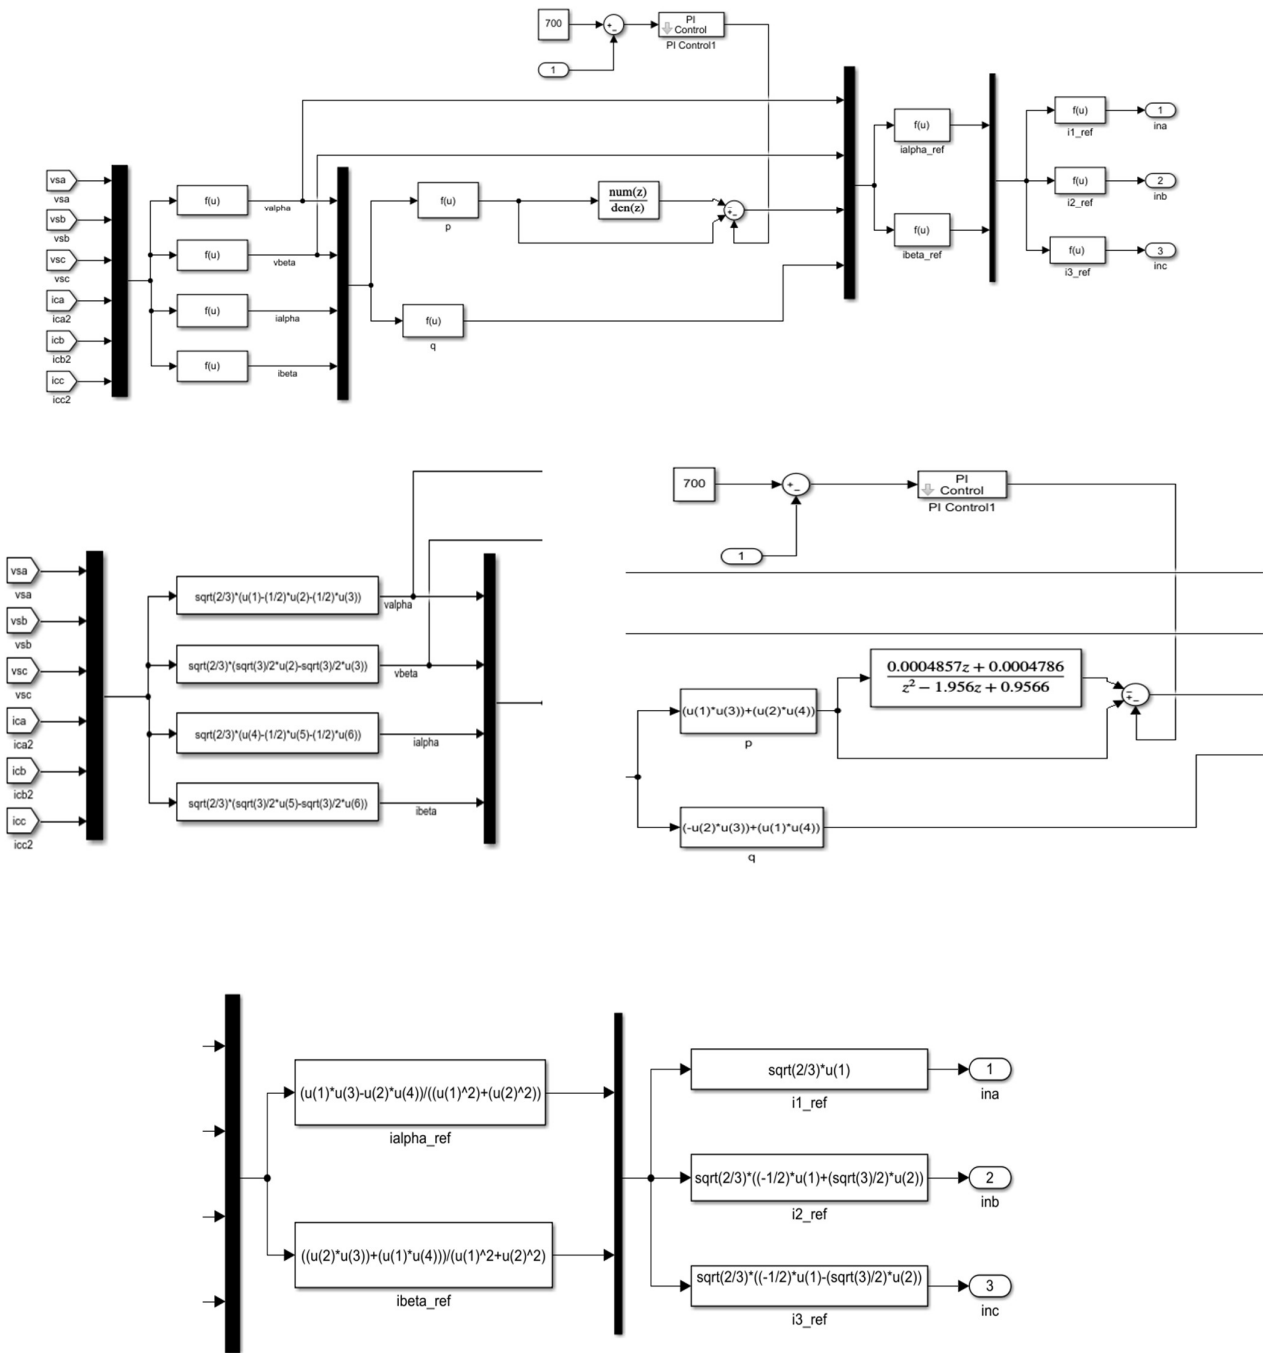 700
+
−
PI
Control
PI Control1
1
vsa
vsa
vsb
vsb
vsc
vsc
ica
ica2
icb
icb2
icc
icc2
f(u)
valpha
f(u)
vbeta
f(u)
ialpha
f(u)
ibeta
f(u)
p
num(z)
den(z)
−
+
−
f(u)
q
f(u)
ialpha_ref
f(u)
ibeta_ref
f(u)
i1_ref
1
ina
f(u)
i2_ref
2
inb
f(u)
i3_ref
3
inc
vsa
vsa
vsb
vsb
vsc
vsc
ica
ica2
icb
icb2
icc
icc2
sqrt(2/3)*(u(1)-(1/2)*u(2)-(1/2)*u(3))
valpha
sqrt(2/3)*(sqrt(3)/2*u(2)-sqrt(3)/2*u(3))
vbeta
sqrt(2/3)*(u(4)-(1/2)*u(5)-(1/2)*u(6))
ialpha
sqrt(2/3)*(sqrt(3)/2*u(5)-sqrt(3)/2*u(6))
ibeta
700
+
−
PI
Control
PI Control1
1
(u(1)*u(3))+(u(2)*u(4))
p
0.0004857z + 0.0004786
z² − 1.956z + 0.9566
−
+
−
(-u(2)*u(3))+(u(1)*u(4))
q
(u(1)*u(3)-u(2)*u(4))/((u(1)^2)+(u(2)^2))
ialpha_ref
((u(2)*u(3))+(u(1)*u(4)))/(u(1)^2+u(2)^2)
ibeta_ref
sqrt(2/3)*u(1)
i1_ref
1
ina
sqrt(2/3)*((-1/2)*u(1)+(sqrt(3)/2)*u(2))
i2_ref
2
inb
sqrt(2/3)*((-1/2)*u(1)-(sqrt(3)/2)*u(2))
i3_ref
3
inc